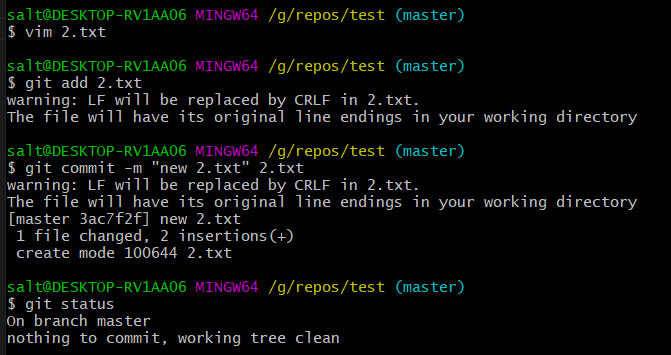 salt@DESKTOP-RV1AA06 MINGW64 /g/repos/test (master)
$ vim 2.txt
salt@DESKTOP-RV1AA06 MINGW64 /g/repos/test (master)
$ git add 2.txt
warning: LF will be replaced by CRLF in 2.txt.
The file will have its original line endings in your working directory
salt@DESKTOP-RV1AA06 MINGW64 /g/repos/test (master)
$ git commit -m "new 2.txt" 2.txt
warning: LF will be replaced by CRLF in 2.txt.
The file will have its original line endings in your working directory
[master 3ac7f2f] new 2.txt
 1 file changed, 2 insertions(+)
 create mode 100644 2.txt
salt@DESKTOP-RV1AA06 MINGW64 /g/repos/test (master)
$ git status
On branch master
nothing to commit, working tree clean